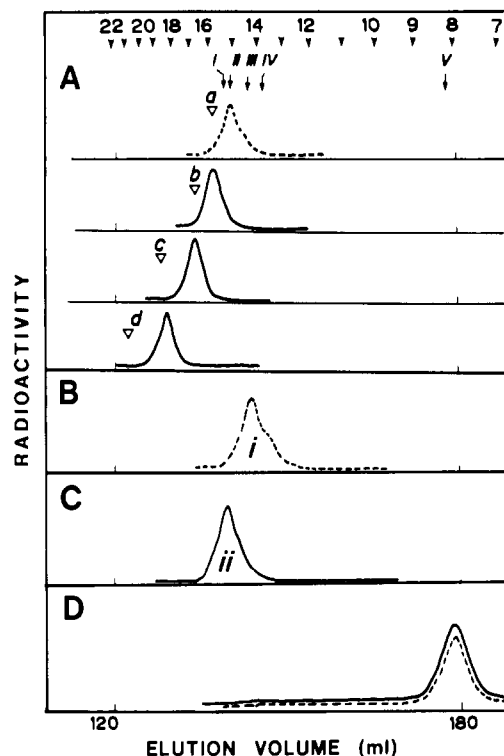 22 20 18 16 14 12 10 9 8 7
I II III IV V
A
a
b
c
d
RADIOACTIVITY
B
i
C
ii
D
120 180
ELUTION VOLUME (ml)